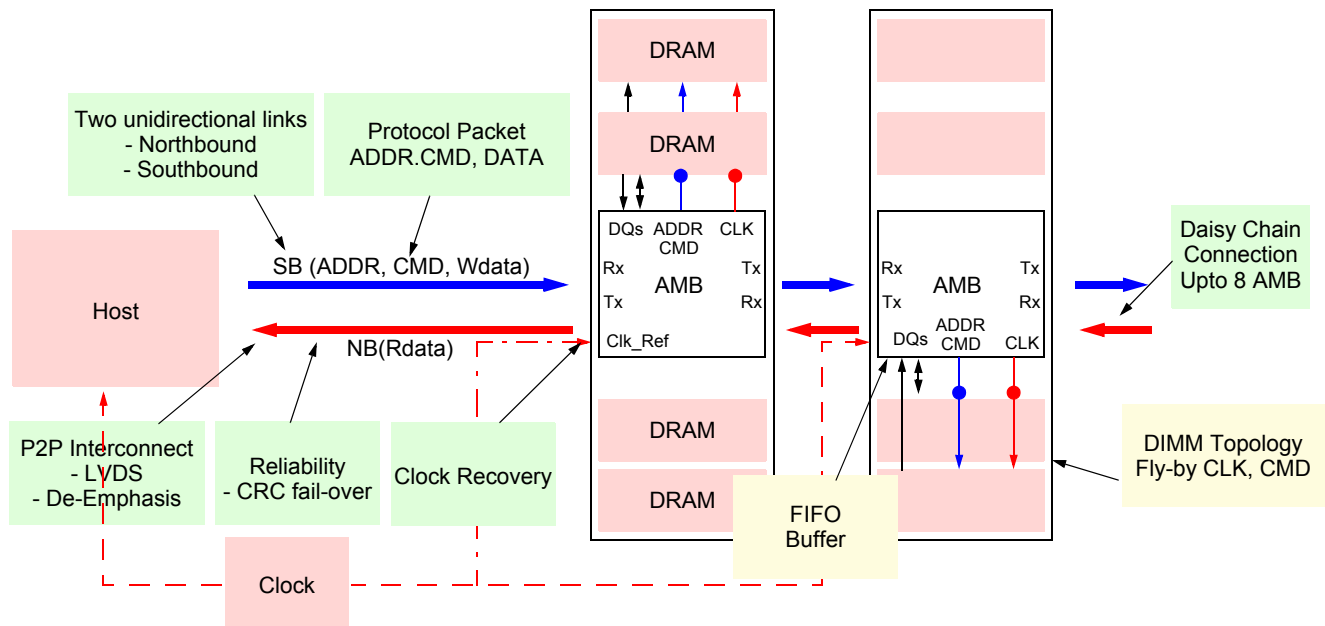 DRAM
Two unidirectional links
- Northbound
- Southbound
Protocol Packet
ADDR.CMD, DATA
DRAM
Host
SB (ADDR, CMD, Wdata)
NB(Rdata)
DQs ADDR CLK
CMD
Rx Tx
AMB
Tx Rx
Clk_Ref
Rx Tx
AMB
Tx Rx
DQs ADDR CLK
CMD
Daisy Chain
Connection
Upto 8 AMB
P2P Interconnect
- LVDS
- De-Emphasis
Reliability
- CRC fail-over
Clock Recovery
DRAM
DRAM
FIFO
Buffer
DIMM Topology
Fly-by CLK, CMD
Clock